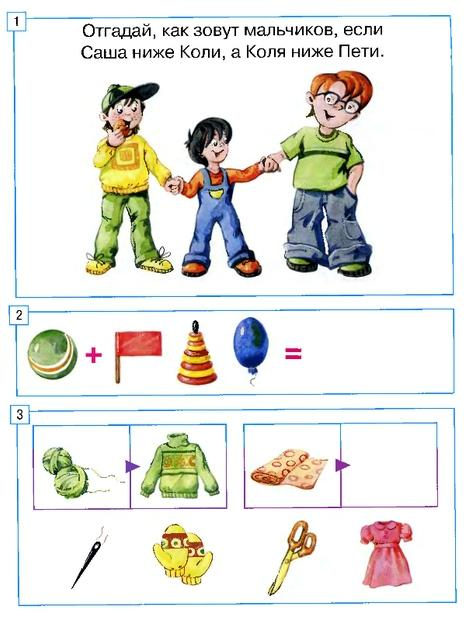 1
Отгадай, как зовут мальчиков, если
Саша ниже Коли, а Коля ниже Пети.
2
+ =
3